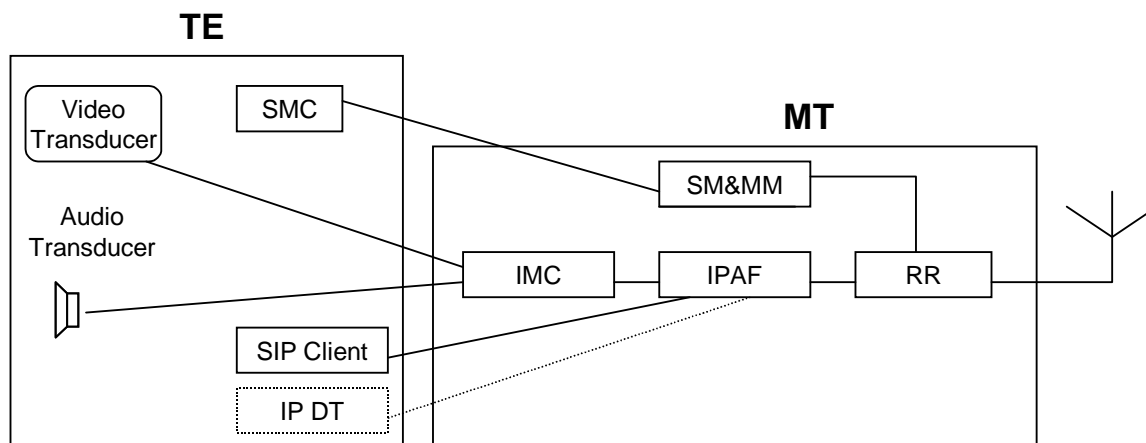 TE
Video
Transducer
SMC
MT
SM&MM
Audio
Transducer
IMC
IPAF
RR
SIP Client
IP DT